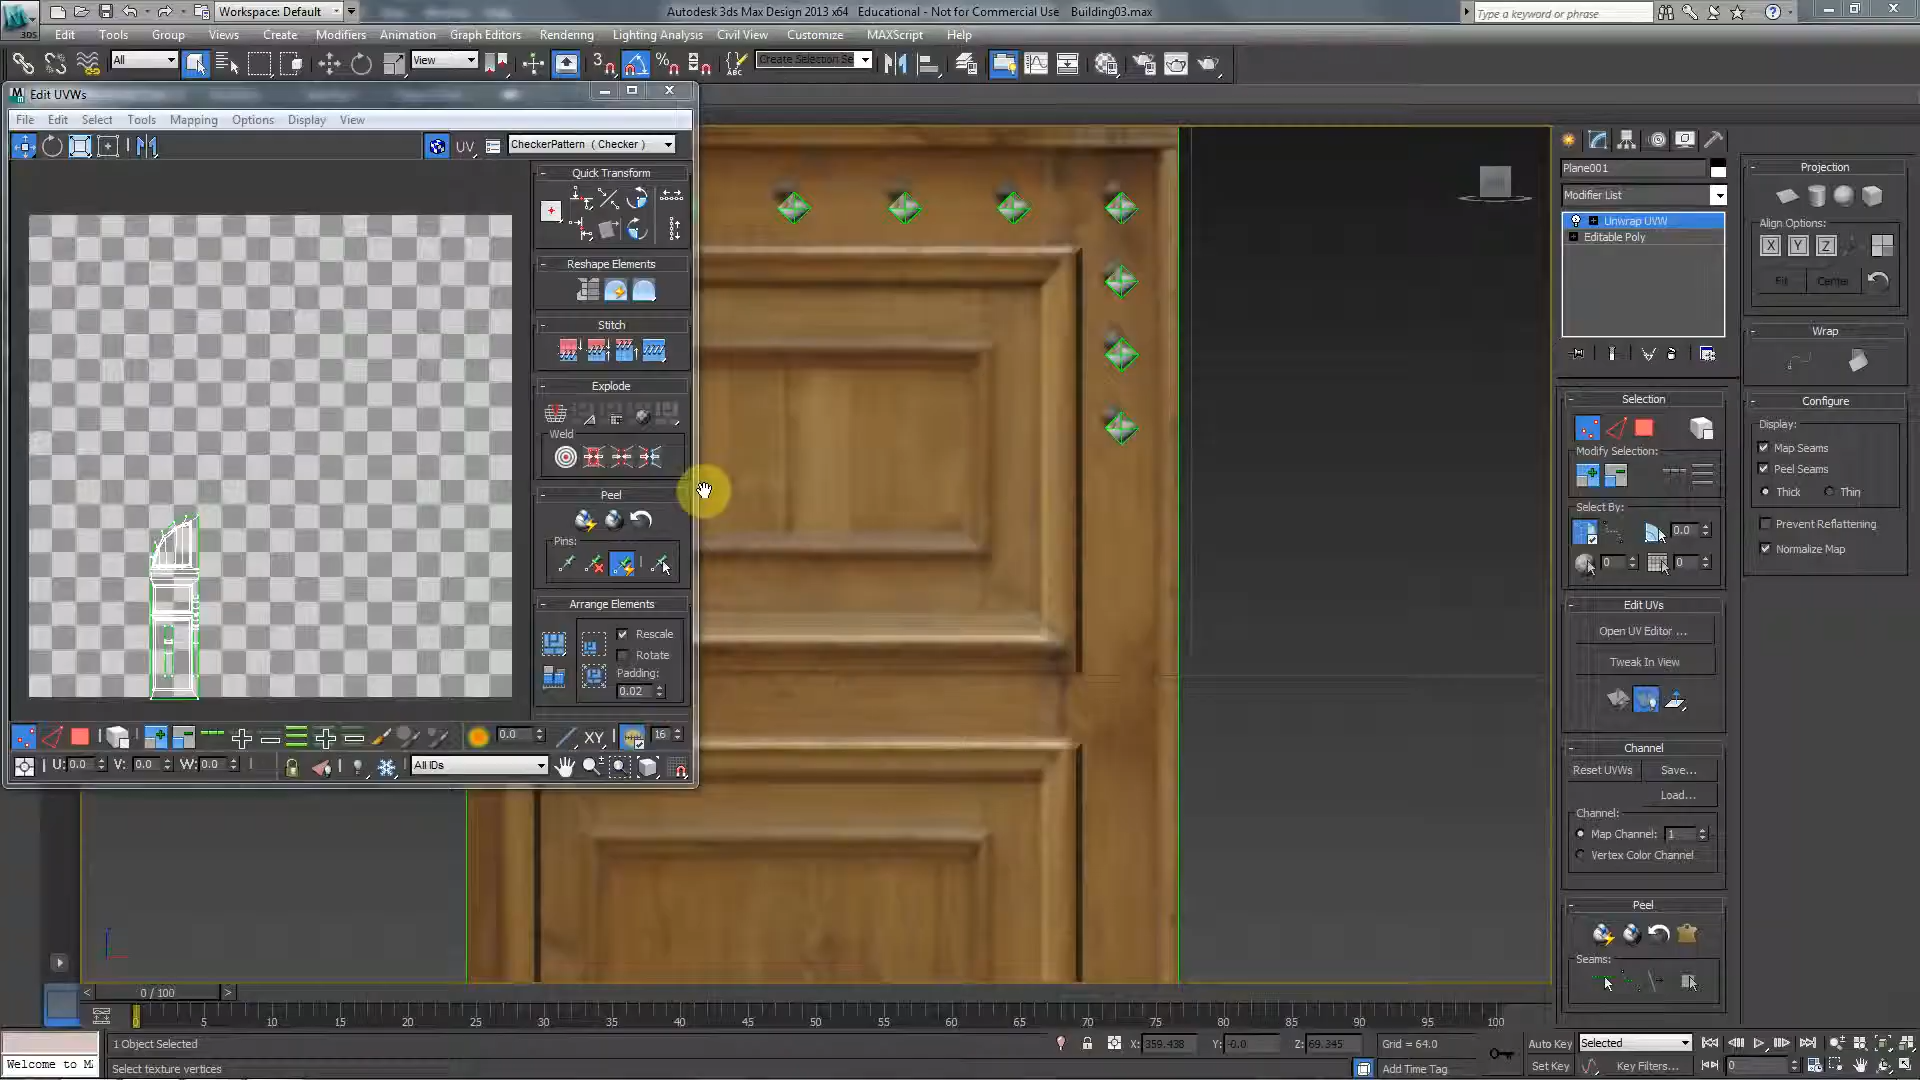 Workspace: Default
Autodesk 3ds Max Design 2013 x64 Educational - Not for Commercial Use Building03.max
Type a keyword or phrase
3DS
Edit Tools Group Views Create Modifiers Animation Graph Editors Rendering Lighting Analysis Civil View Customize MAXScript Help
All
View
3
Create Selection Se
Edit UVWs
File Edit Select Tools Mapping Options Display View
UV
CheckerPattern ( Checker )
Quick Transform
Reshape Elements
Stitch
Explode
Weld
Peel
Pins:
Arrange Elements
Rescale
Rotate
Padding:
0.02
0.0
XY
16
U: 0.0 V: 0.0 W: 0.0
All IDs
Plane001
Modifier List
Unwrap UVW
Editable Poly
Selection
Modify Selection:
Select By:
0.0
0
0
Edit UVs
Open UV Editor ...
Tweak In View
Channel
Reset UVWs Save...
Load...
Channel:
Map Channel: 1
Vertex Color Channel
Peel
Seams:
Projection
Align Options:
X Y Z
Fill Center
Wrap
Configure
Display:
Map Seams
Peel Seams
Thick Thin
Prevent Reflattening
Normalize Map
< 0 / 100 >
5 10 15 20 25 30 35 40 45 50 55 60 65 70 75 80 85 90 95 100
1 Object Selected
X: 359.438 Y: -0.0 Z: 69.345 Grid = 64.0
Auto Key Selected
Welcome to M
Select texture vertices
Add Time Tag
Set Key Key Filters... 0